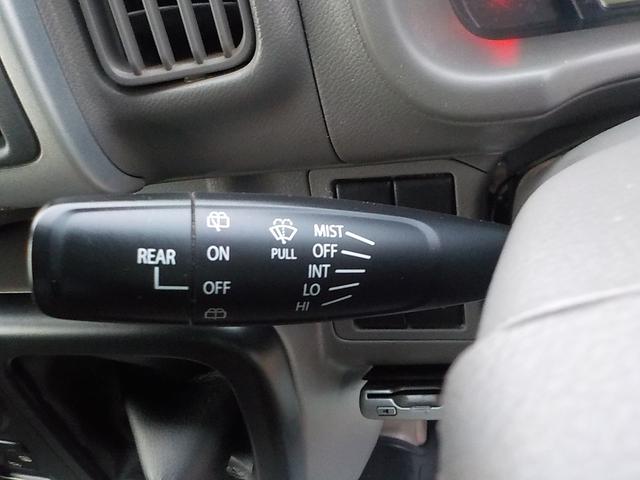 REAR
ON
OFF
PULL
MIST
OFF
INT
LO
HI